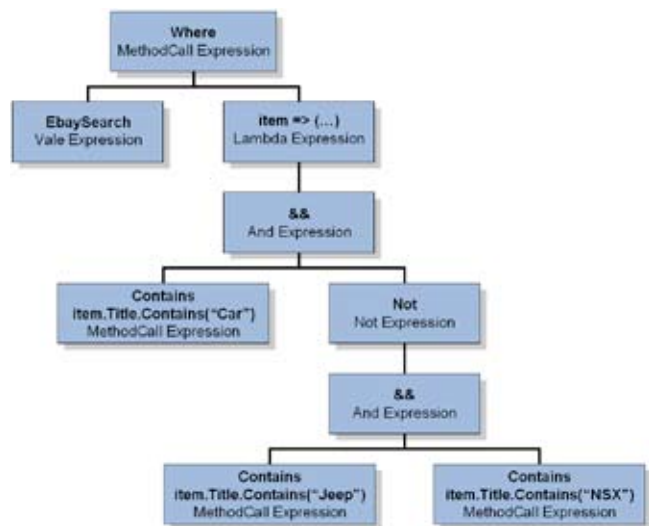 Where
MethodCall Expression
EbaySearch
Vale Expression
item => (...)
Lambda Expression
&&
And Expression
Contains
item.Title.Contains(“Car”)
MethodCall Expression
Not
Not Expression
&&
And Expression
Contains
item.Title.Contains(“Jeep”)
MethodCall Expression
Contains
item.Title.Contains(“NSX”)
MethodCall Expression